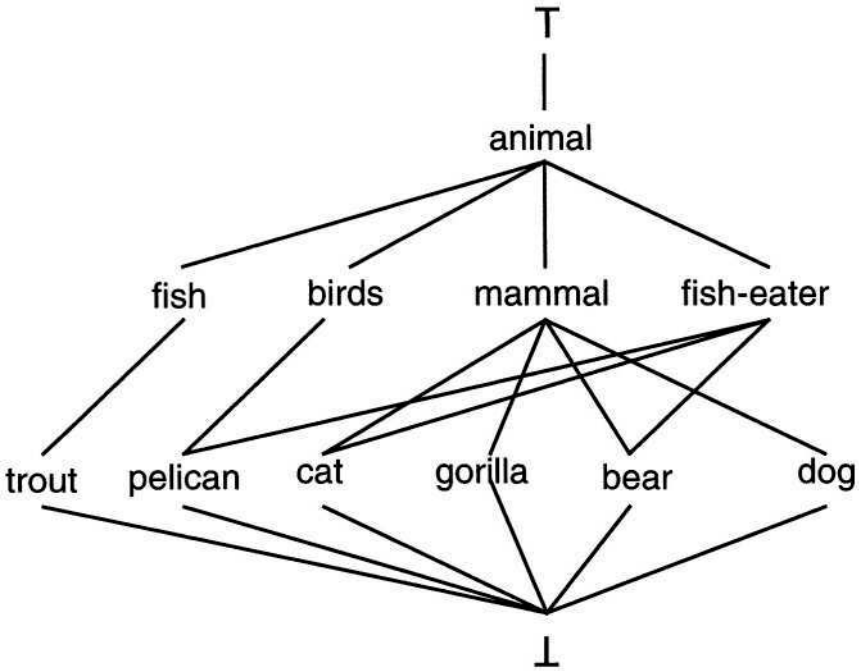 ⊤
animal
fish birds mammal fish-eater
trout pelican cat gorilla bear dog
⊥